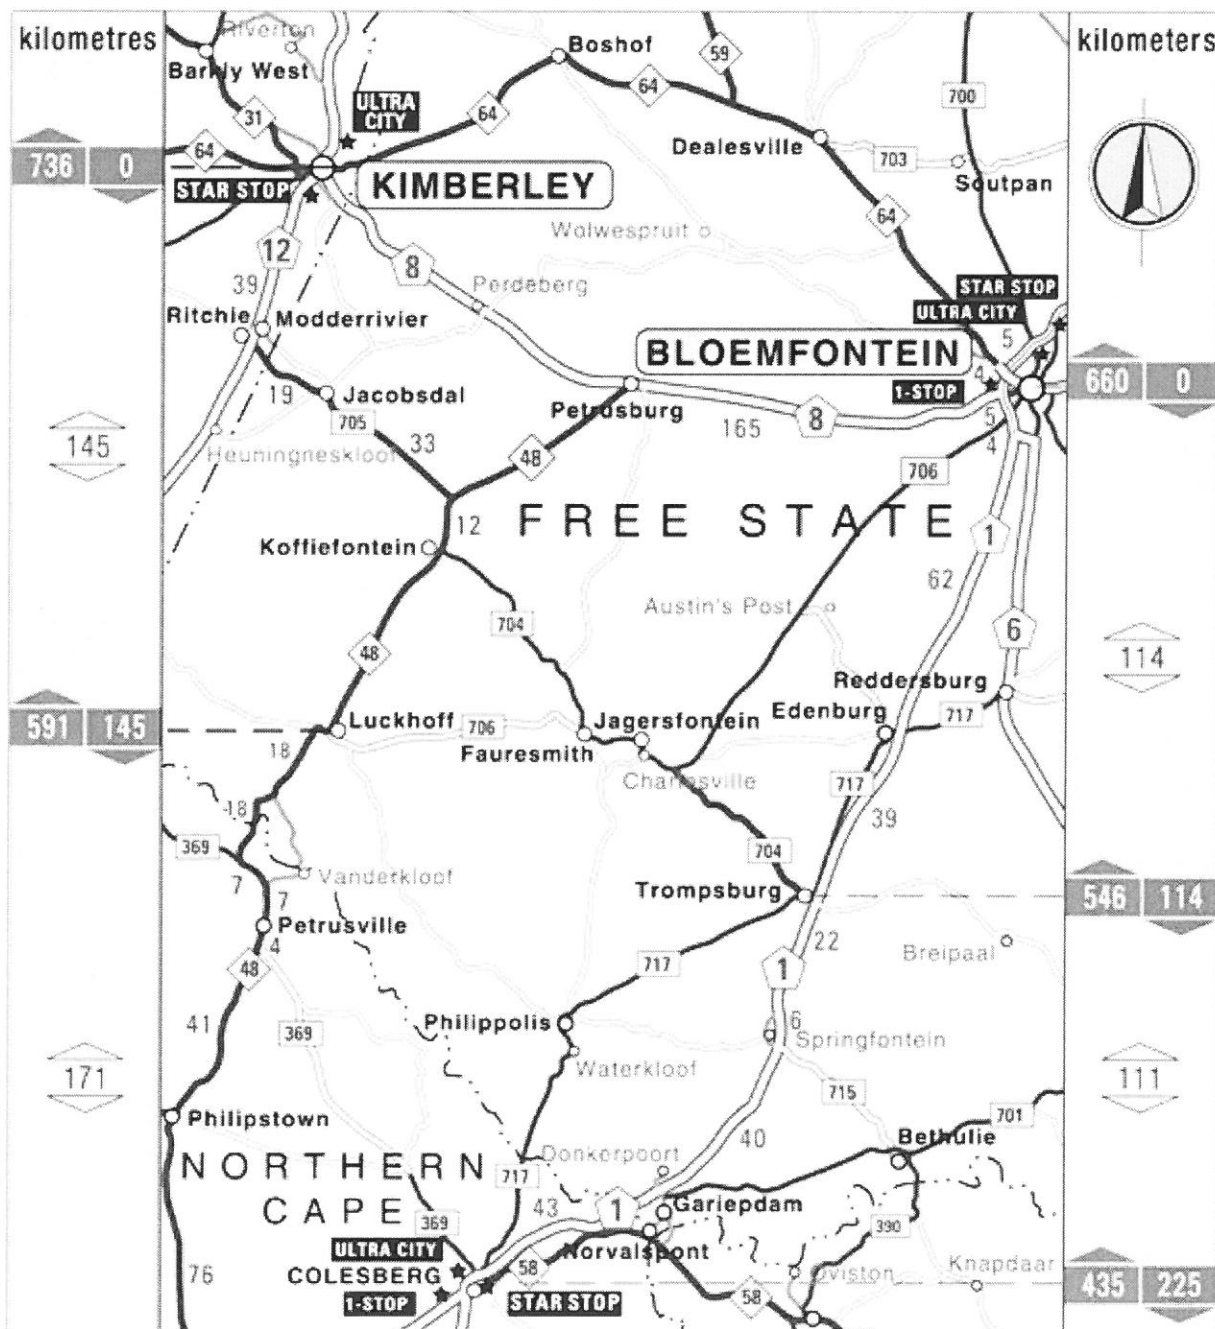 kilometres
kilometers
Riverton
Boshof
59
Barkly West
64
700
ULTRA
CITY
31
64
64
Dealesville
703
736 0
STAR STOP
KIMBERLEY
Soutpan
Wolwespruit
64
12
8
39
Perdeberg
STAR STOP
ULTRA CITY
Ritchie
Modderrivier
5
BLOEMFONTEIN
4
660 0
19
Jacobsdal
1-STOP
Petrusburg
705
165
8
5
4
145
33
Heuningneskloof
48
706
114
12
FREE STATE
1
Koffiefontein
62
Austin's Post
704
6
48
Reddersburg
591 145
Luckhoff
706
Jagersfontein
Edenburg
717
18
Fauresmith
Charlesville
717
18
39
369
704
7
Vanderkloof
Trompsburg
546 114
7
Petrusville
4
22
48
717
1
Breipaal
41
369
Philippolis
6
Springfontein
171
Waterkloof
111
715
Philipstown
701
40
Bethulie
NORTHERN
CAPE
Donkerpoort
717
43
1
Gariepdam
369
390
ULTRA CITY
Norvalspont
76
COLESBERG
58
Oviston
Knapdaar
435 225
1-STOP
STAR STOP
58